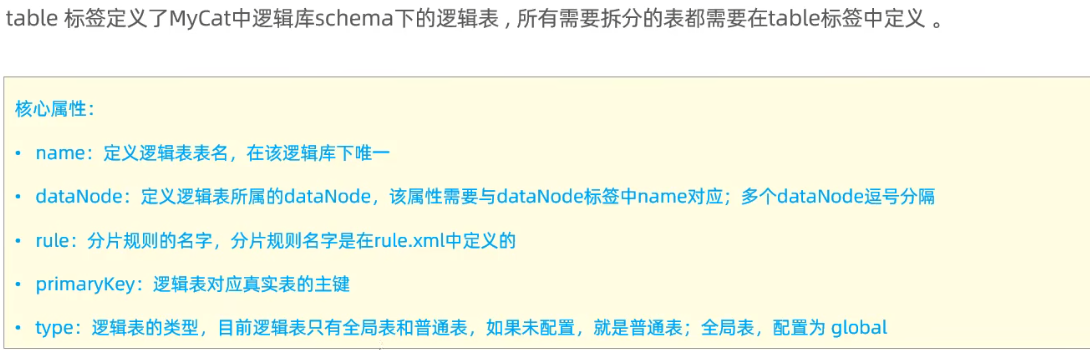 table 标签定义了MyCat中逻辑库schema下的逻辑表 , 所有需要拆分的表都需要在table标签中定义 。
核心属性：
• name：定义逻辑表表名，在该逻辑库下唯一
• dataNode：定义逻辑表所属的dataNode，该属性需要与dataNode标签中name对应；多个dataNode逗号分隔
• rule：分片规则的名字，分片规则名字是在rule.xml中定义的
• primaryKey：逻辑表对应真实表的主键
• type：逻辑表的类型，目前逻辑表只有全局表和普通表，如果未配置，就是普通表；全局表，配置为 global